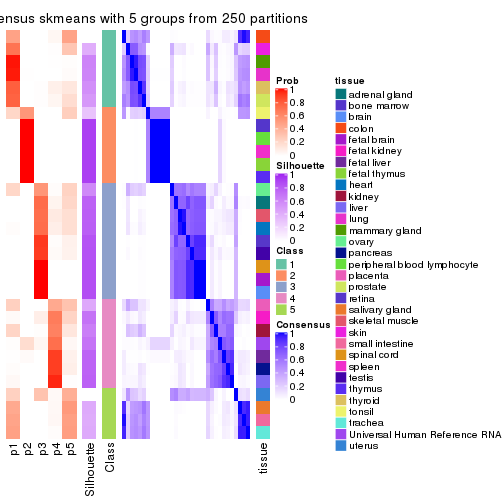 ensus skmeans with 5 groups from 250 partitions
Prob
1
0.8
0.6
0.4
0.2
0
Silhouette
1
0.8
0.6
0.4
0.2
0
Class
1
2
3
4
5
Consensus
1
0.8
0.6
0.4
0.2
0
tissue
adrenal gland
bone marrow
brain
colon
fetal brain
fetal kidney
fetal liver
fetal thymus
heart
kidney
liver
lung
mammary gland
ovary
pancreas
peripheral blood lymphocyte
placenta
prostate
retina
salivary gland
skeletal muscle
skin
small intestine
spinal cord
spleen
testis
thymus
thyroid
tonsil
trachea
Universal Human Reference RNA
uterus
p1
p2
p3
p4
p5
Silhouette
Class
tissue